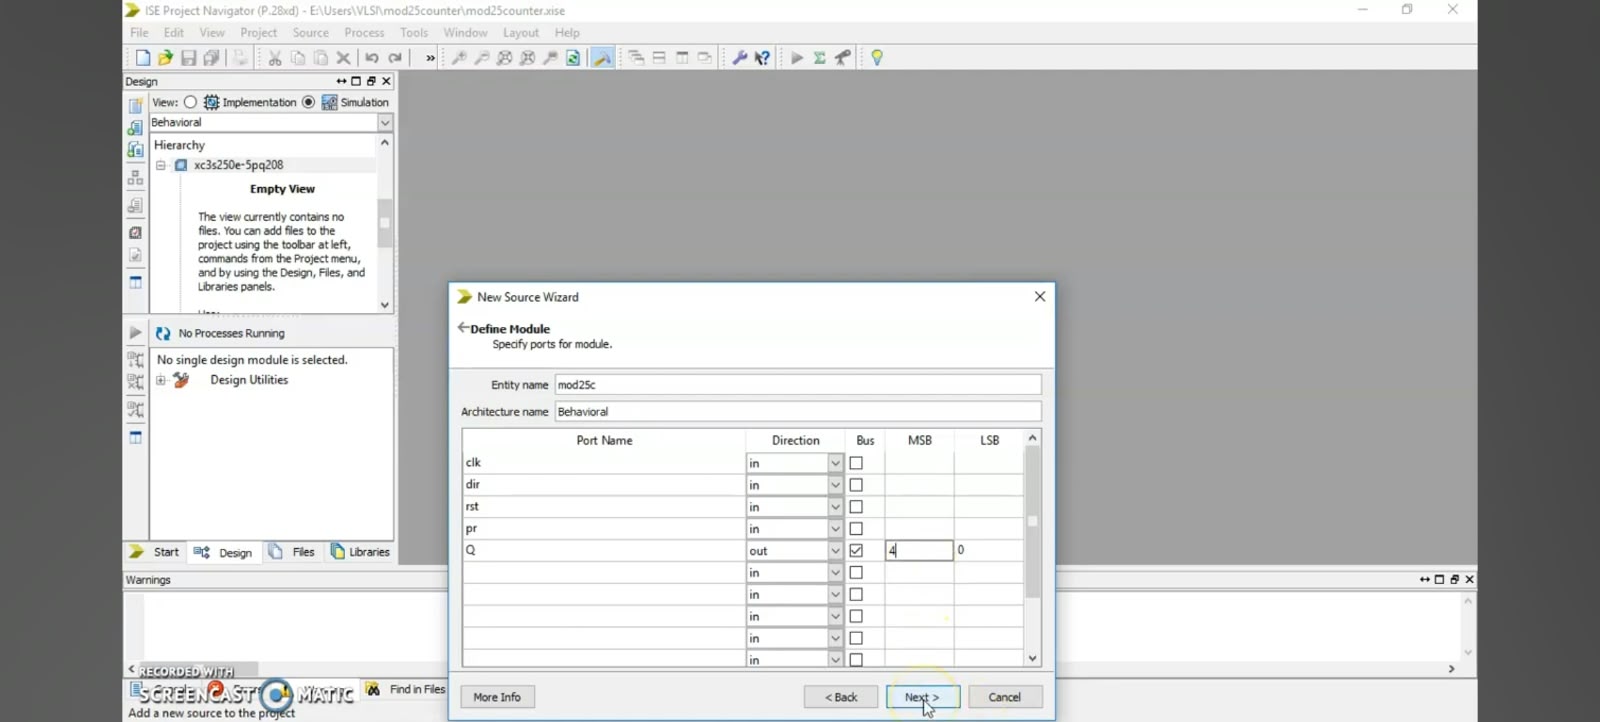 ISE Project Navigator (P.28xd) - E:\Users\VLSI\mod25counter\mod25counter.xise
File Edit View Project Source Process Tools Window Layout Help
»
Design
View: Implementation Simulation
Behavioral
Hierarchy
xc3s250e-5pq208
Empty View
The view currently contains no
files. You can add files to the
project using the toolbar at left,
commands from the Project menu,
and by using the Design, Files, and
Libraries panels.
No Processes Running
No single design module is selected.
Design Utilities
Start Design Files Libraries
New Source Wizard
Define Module
Specify ports for module.
Entity name mod25c
Architecture name Behavioral
Port Name Direction Bus MSB LSB
clk in
dir in
rst in
pr in
Q out 4 0
in
in
in
in
in
More Info < Back Next > Cancel
Warnings
RECORDED WITH
SCREENCAST MATIC
Find in Files
Add a new source to the project